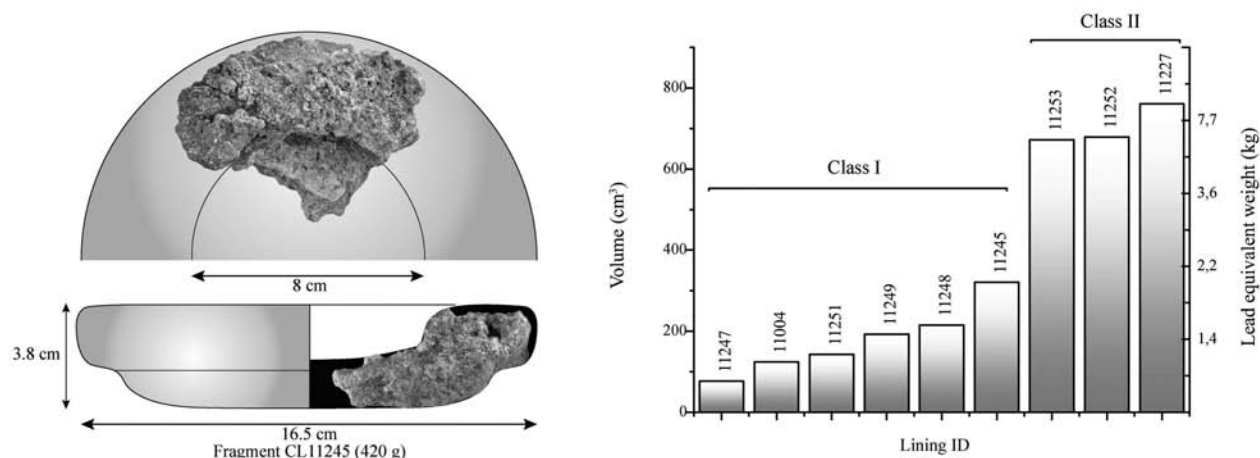 8 cm
3.8 cm
16.5 cm
Fragment CL11245 (420 g)
Class II
Class I
800
600
400
200
0
Volume (cm³)
11247
11004
11251
11249
11248
11245
11253
11252
11227
7,7
3,6
2,2
1,4
Lead equivalent weight (kg)
Lining ID